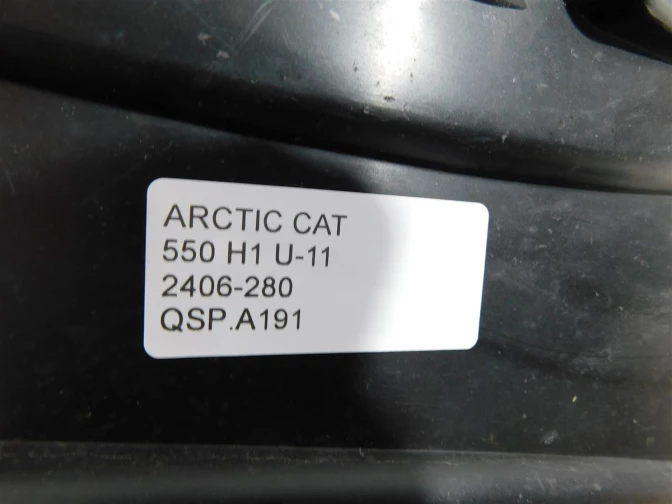 ARCTIC CAT
550 H1 U-11
2406-280
QSP.A191